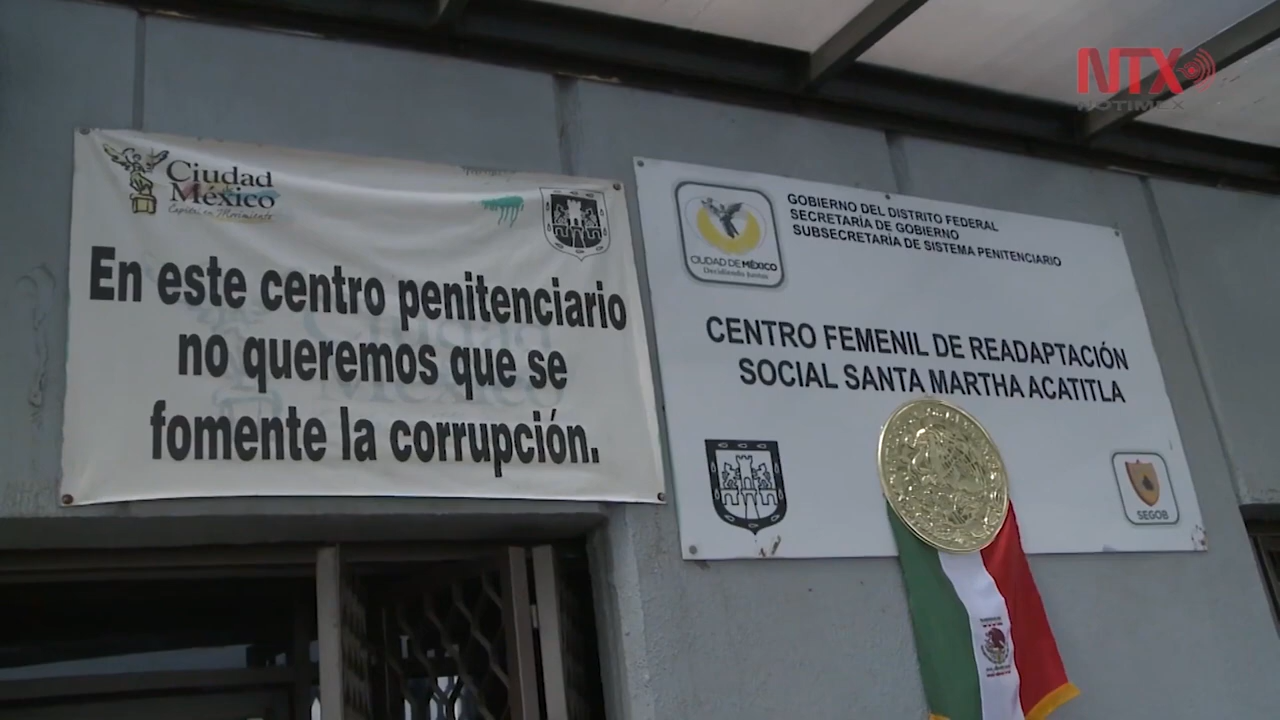 NTX
NOTIMEX
Ciudad
México
Capital en Movimiento
En este centro penitenciario
no queremos que se
fomente la corrupción.
CIUDAD DE MÉXICO
Decidiendo Juntos
GOBIERNO DEL DISTRITO FEDERAL
SECRETARÍA DE GOBIERNO
SUBSECRETARÍA DE SISTEMA PENITENCIARIO
CENTRO FEMENIL DE READAPTACIÓN
SOCIAL SANTA MARTHA ACATITLA
SEGOB